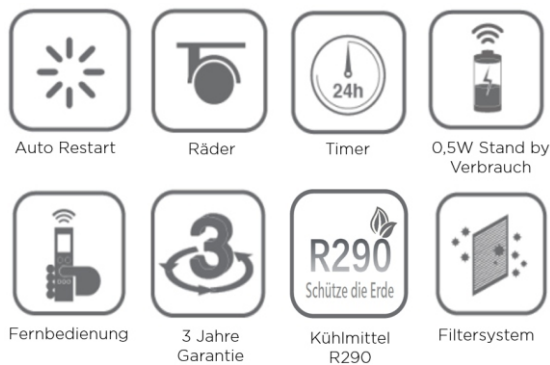 24h
Auto Restart
Räder
Timer
0,5W Stand by
Verbrauch
3
R290
Schütze die Erde
Fernbedienung
3 Jahre
Garantie
Kühlmittel
R290
Filtersystem